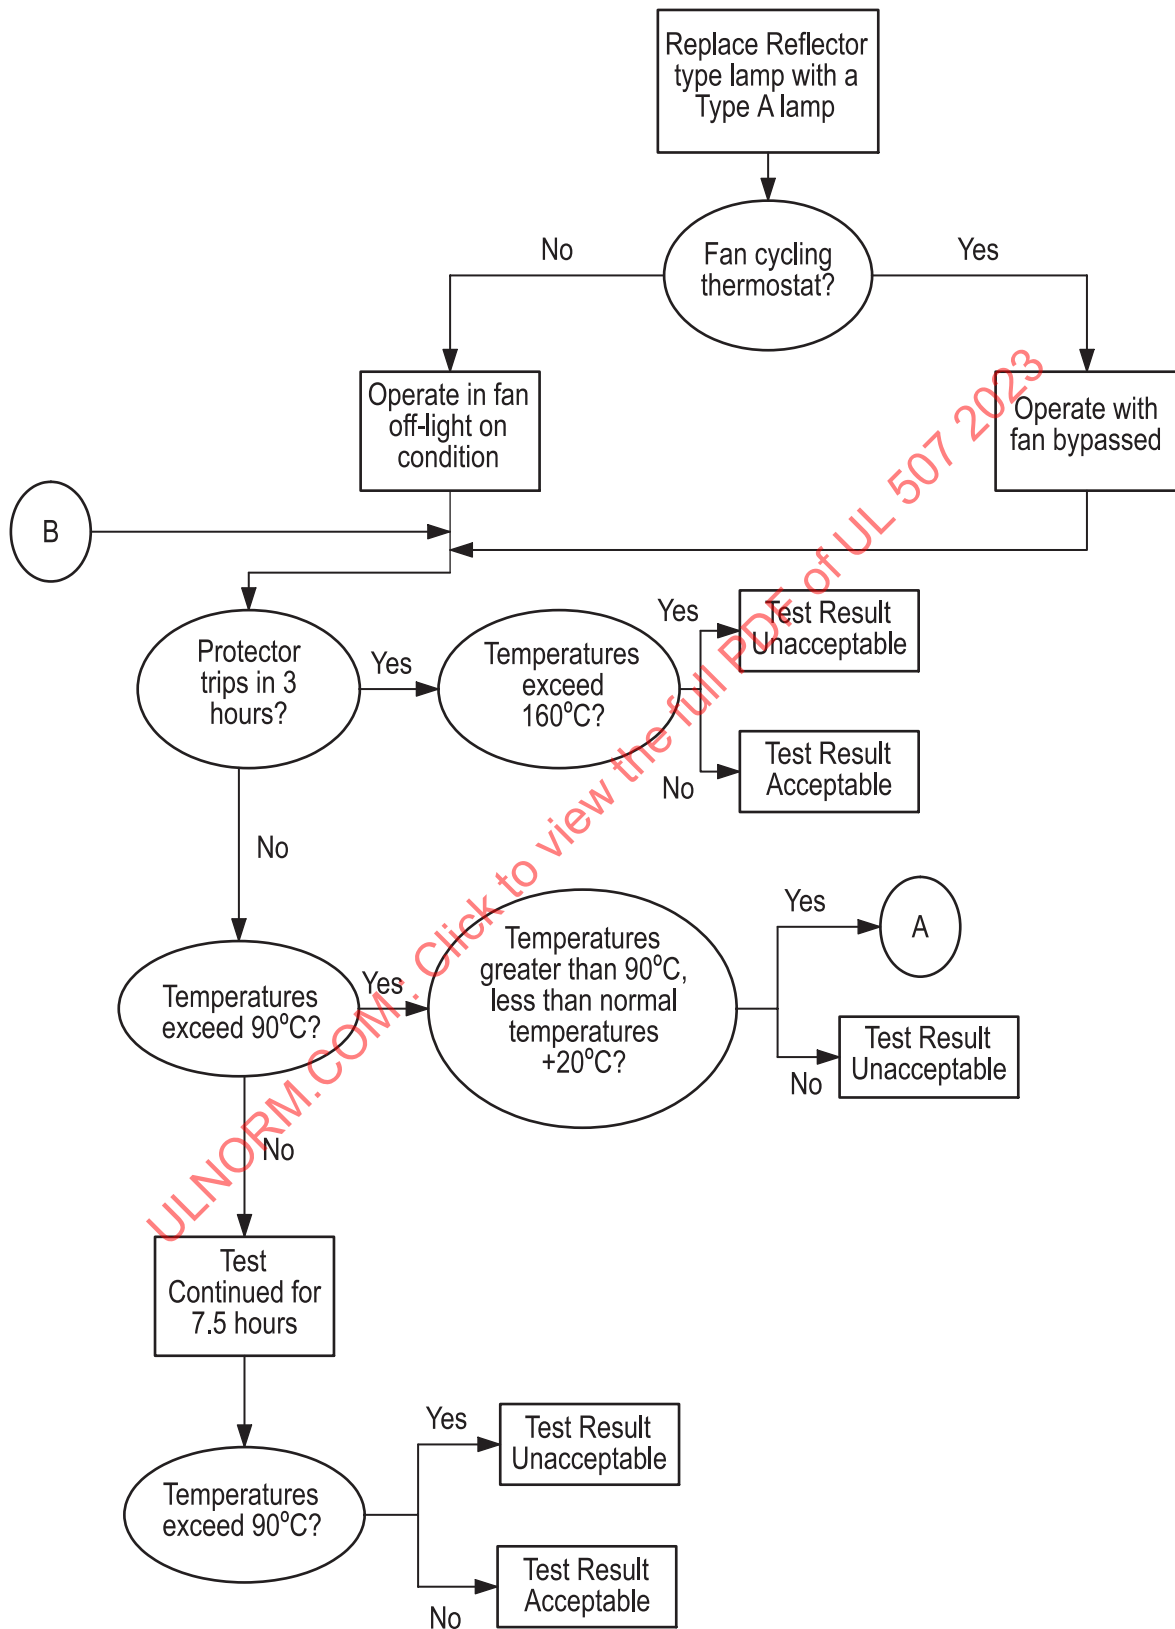 Replace Reflector
type lamp with a
Type A lamp
No
Fan cycling
thermostat?
Yes
Operate in fan
off-light on
condition
Operate with
fan bypassed
B
Protector
trips in 3
hours?
Yes
Temperatures
exceed
160°C?
Yes
Test Result
Unacceptable
No
Test Result
Acceptable
No
Temperatures
exceed 90°C?
Yes
Temperatures
greater than 90°C,
less than normal
temperatures
+20°C?
Yes
A
No
Test Result
Unacceptable
No
Test
Continued for
7.5 hours
Temperatures
exceed 90°C?
Yes
Test Result
Unacceptable
No
Test Result
Acceptable
ULNORM.COM : Click to view the full PDF of UL 507 2023